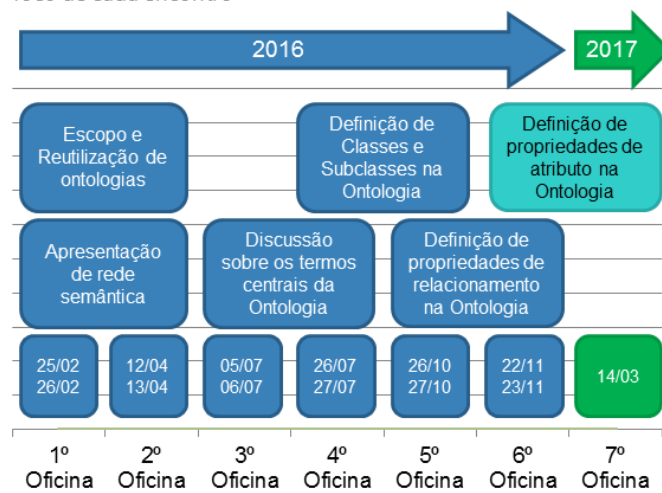 2016
2017
Escopo e
Reutilização de
ontologias
Definição de
Classes e
Subclasses na
Ontologia
Definição de
propriedades de
atributo na
Ontologia
Apresentação
de rede
semântica
Discussão
sobre os termos
centrais da
Ontologia
Definição de
propriedades de
relacionamento
na Ontologia
25/02
26/02
12/04
13/04
05/07
06/07
26/07
27/07
26/10
27/10
22/11
23/11
14/03
1º
Oficina
2º
Oficina
3º
Oficina
4º
Oficina
5º
Oficina
6º
Oficina
7º
Oficina